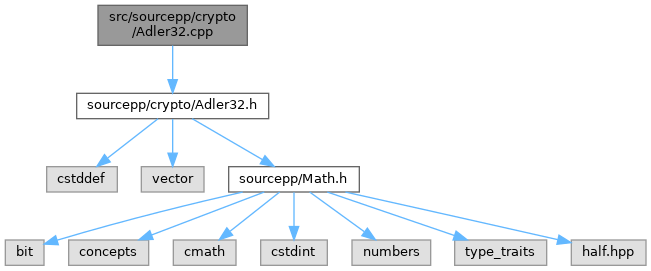 src/sourcepp/crypto
/Adler32.cpp
sourcepp/crypto/Adler32.h
cstddef
vector
sourcepp/Math.h
bit
concepts
cmath
cstdint
numbers
type_traits
half.hpp